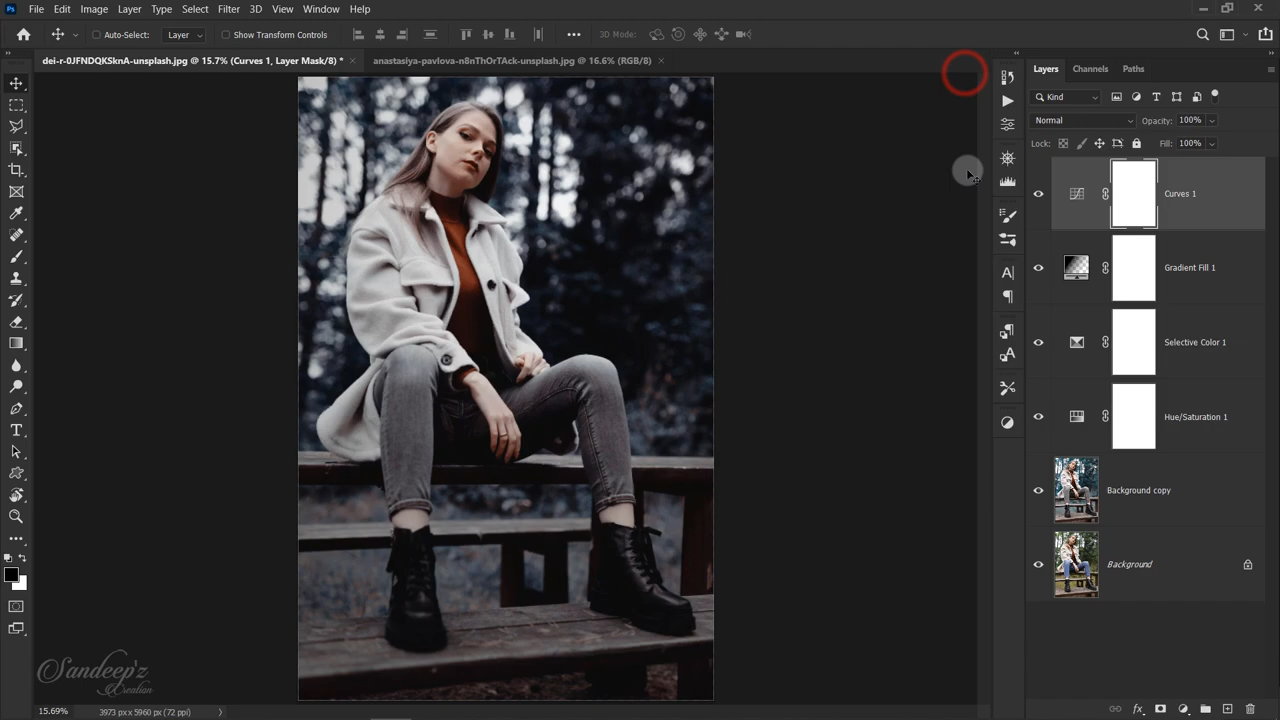 Ps File Edit Image Layer Type Select Filter 3D View Window Help
Auto-Select: Layer Show Transform Controls 3D Mode:
dei-r-0JFNDQKSknA-unsplash.jpg @ 15.7% (Curves 1, Layer Mask/8) *
anastasiya-pavlova-n8nThOrTAck-unsplash.jpg @ 16.6% (RGB/8)
Layers Channels Paths
Kind
Normal Opacity: 100%
Lock: Fill: 100%
Curves 1
Gradient Fill 1
Selective Color 1
Hue/Saturation 1
Background copy
Background
Sandeep'z
Creation
15.69% 3973 px x 5960 px (72 ppi)